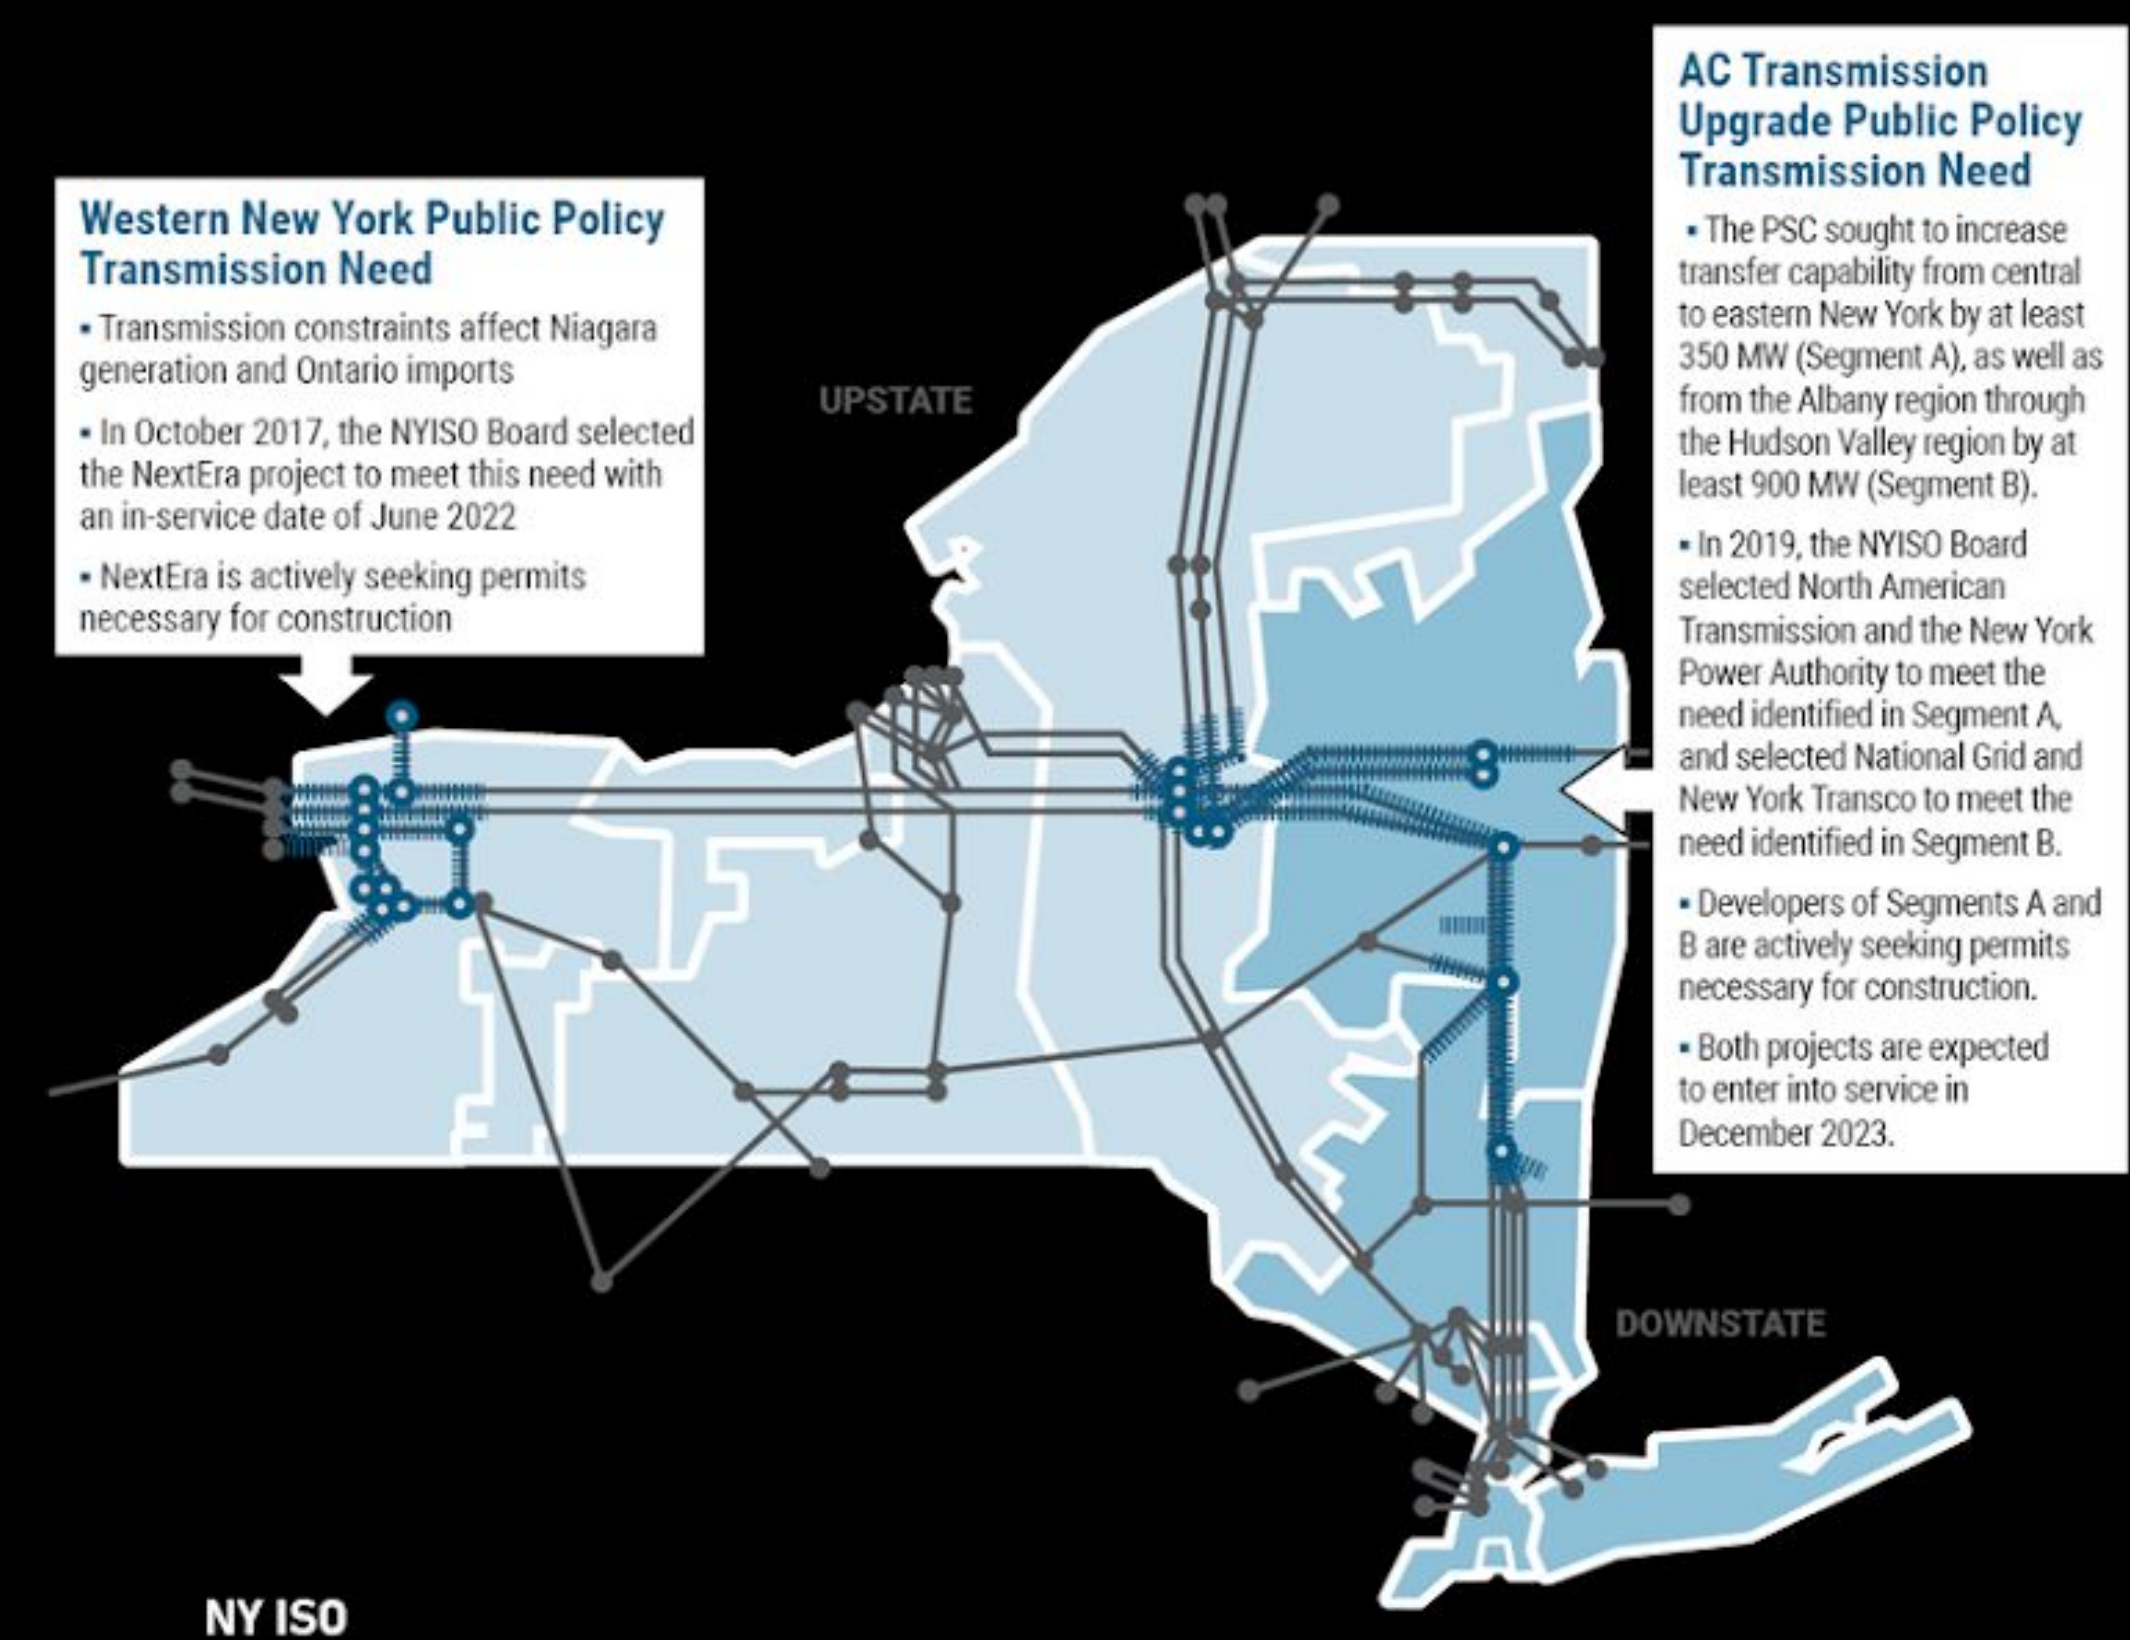 Western New York Public Policy
Transmission Need
▪ Transmission constraints affect Niagara
generation and Ontario imports
▪ In October 2017, the NYISO Board selected
the NextEra project to meet this need with
an in-service date of June 2022
▪ NextEra is actively seeking permits
necessary for construction
UPSTATE
AC Transmission
Upgrade Public Policy
Transmission Need
▪ The PSC sought to increase
transfer capability from central
to eastern New York by at least
350 MW (Segment A), as well as
from the Albany region through
the Hudson Valley region by at
least 900 MW (Segment B).
▪ In 2019, the NYISO Board
selected North American
Transmission and the New York
Power Authority to meet the
need identified in Segment A,
and selected National Grid and
New York Transco to meet the
need identified in Segment B.
▪ Developers of Segments A and
B are actively seeking permits
necessary for construction.
▪ Both projects are expected
to enter into service in
December 2023.
DOWNSTATE
NY ISO